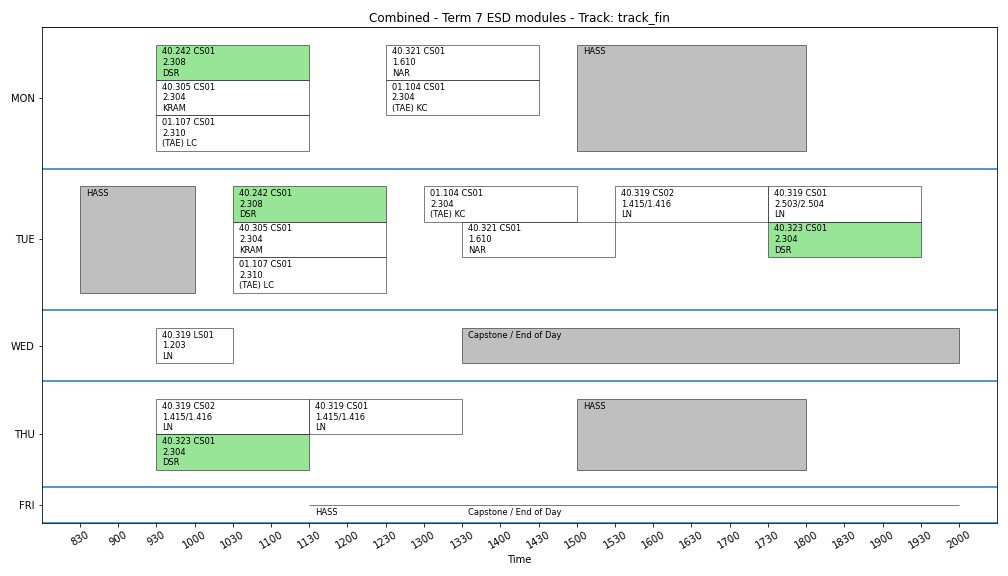 Combined - Term 7 ESD modules - Track: track_fin
MON
40.242 CS01
2.308
DSR
40.305 CS01
2.304
KRAM
01.107 CS01
2.310
(TAE) LC
40.321 CS01
1.610
NAR
01.104 CS01
2.304
(TAE) KC
HASS
TUE
HASS
40.242 CS01
2.308
DSR
40.305 CS01
2.304
KRAM
01.107 CS01
2.310
(TAE) LC
01.104 CS01
2.304
(TAE) KC
40.321 CS01
1.610
NAR
40.319 CS02
1.415/1.416
LN
40.319 CS01
2.503/2.504
LN
40.323 CS01
2.304
DSR
WED
40.319 LS01
1.203
LN
Capstone / End of Day
THU
40.319 CS02
1.415/1.416
LN
40.323 CS01
2.304
DSR
40.319 CS01
1.415/1.416
LN
HASS
FRI
HASS
Capstone / End of Day
830 900 930 1000 1030 1100 1130 1200 1230 1300 1330 1400 1430 1500 1530 1600 1630 1700 1730 1800 1830 1900 1930 2000
Time